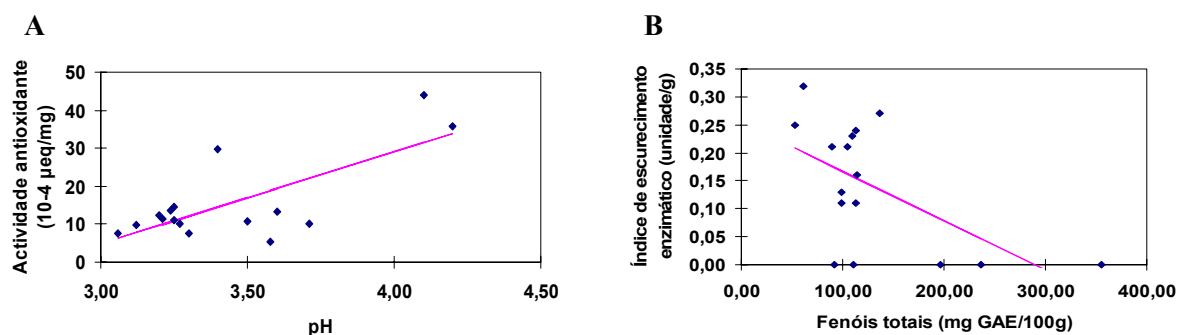 A
Actividade antioxidante
(10-4 µeq/mg)
50
40
30
20
10
0
3,00
3,50
4,00
4,50
pH
B
Índice de escurecimento
enzimático (unidade/g)
0,35
0,30
0,25
0,20
0,15
0,10
0,05
0,00
0,00
100,00
200,00
300,00
400,00
Fenóis totais (mg GAE/100g)